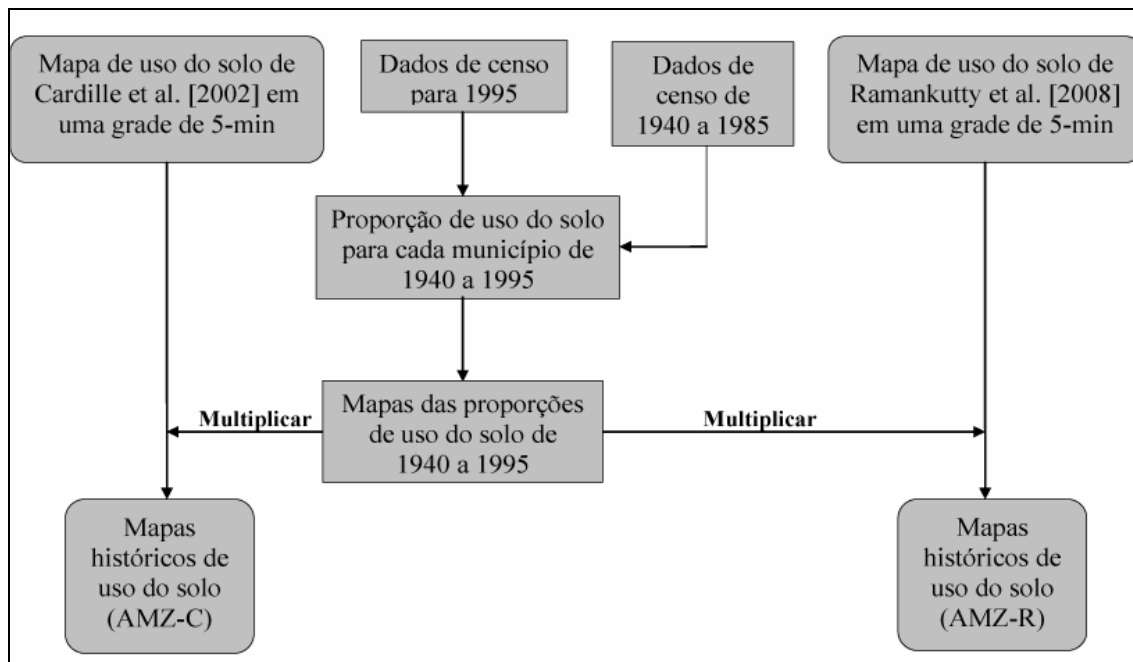 Mapa de uso do solo de
Cardille et al. [2002] em
uma grade de 5-min
Dados de censo
para 1995
Dados de
censo de
1940 a 1985
Mapa de uso do solo de
Ramankutty et al. [2008]
em uma grade de 5-min
Proporção de uso do solo
para cada município de
1940 a 1995
Multiplicar
Mapas das proporções
de uso do solo de
1940 a 1995
Multiplicar
Mapas
históricos de
uso do solo
(AMZ-C)
Mapas
históricos de
uso do solo
(AMZ-R)